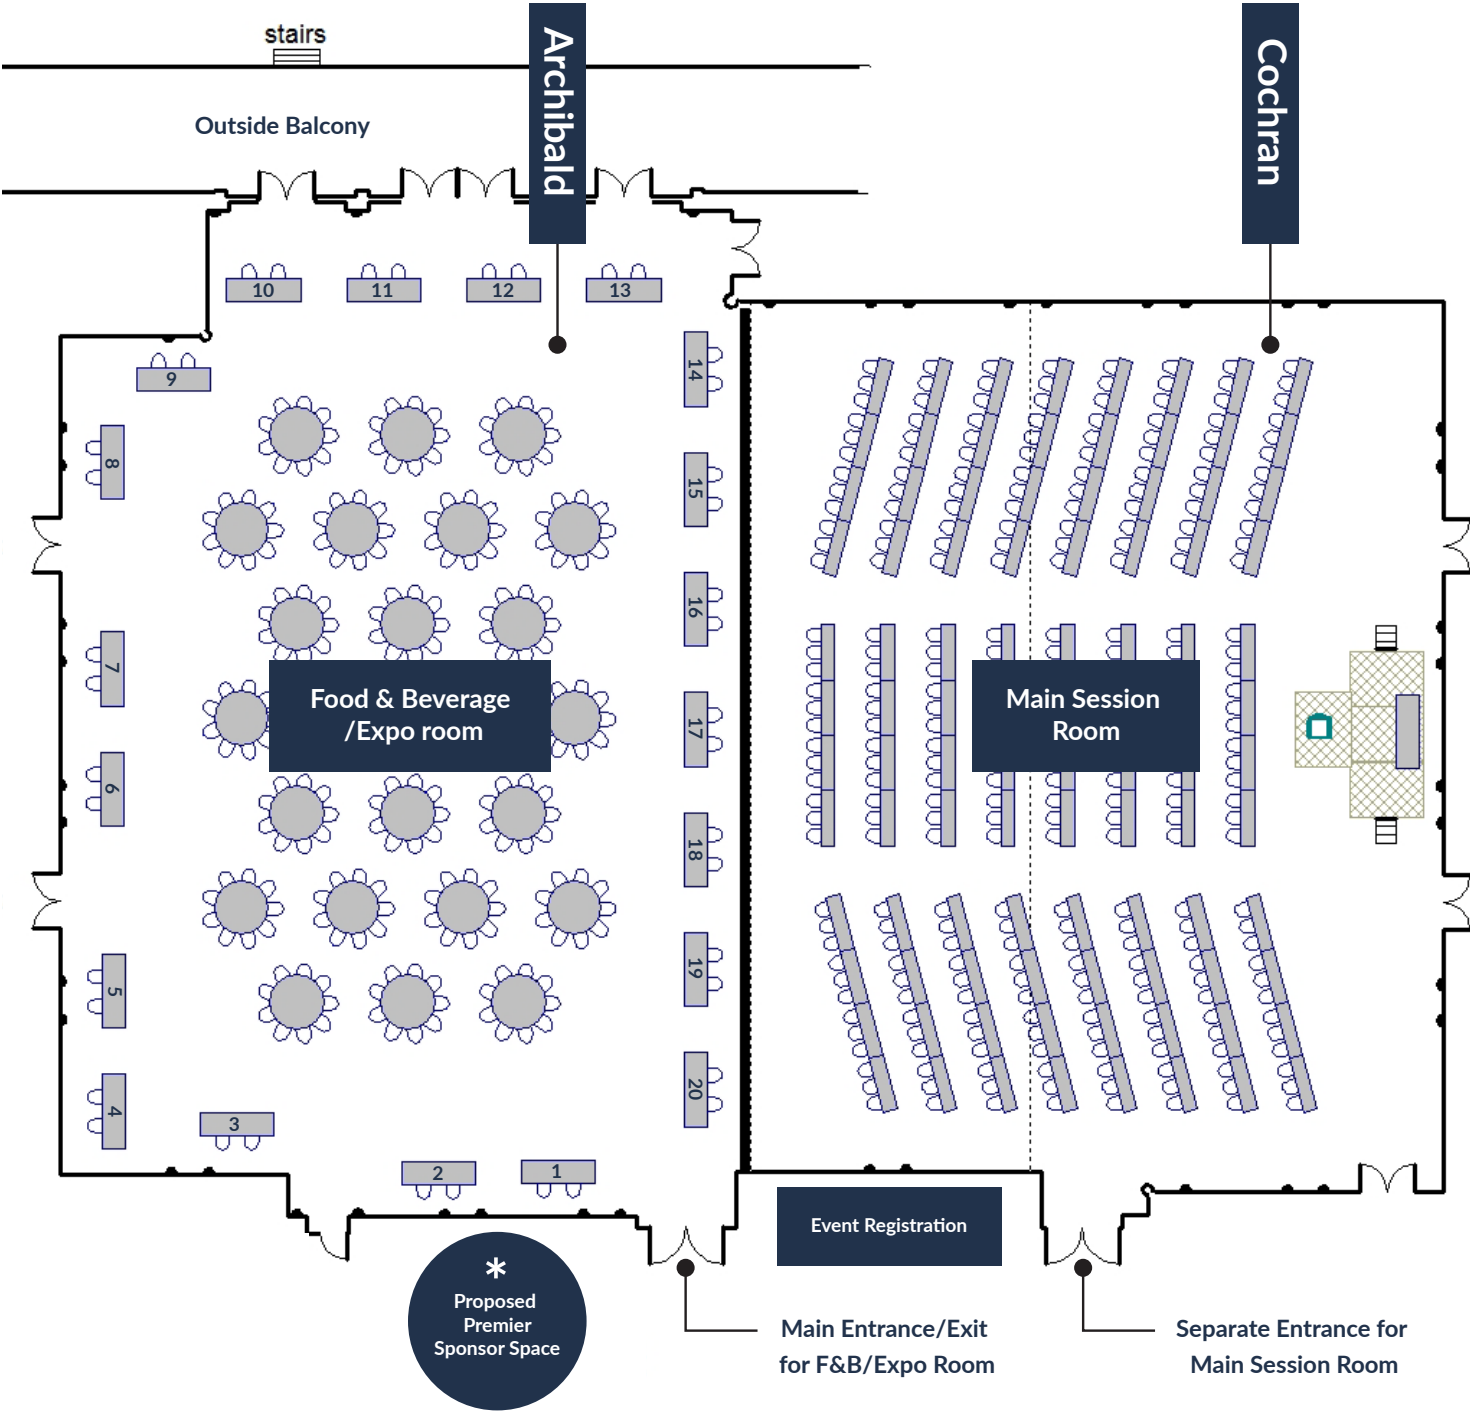 stairs
Archibald
Cochran
Outside Balcony
10
11
12
13
14
9
8
15
16
7
Food & Beverage
/Expo room
Main Session
Room
17
6
18
5
19
4
20
3
2
1
Event Registration
*
Proposed
Premier
Sponsor Space
Main Entrance/Exit
for F&B/Expo Room
Separate Entrance for
Main Session Room